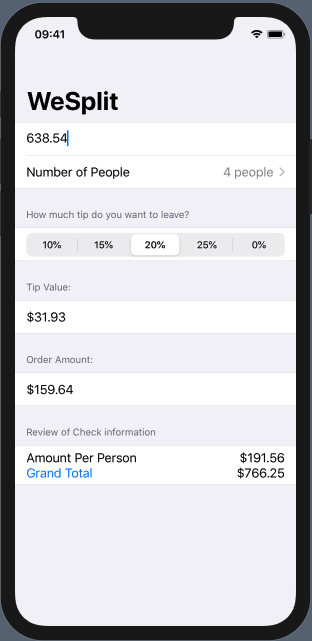 09:41
WeSplit
638.54
Number of People 4 people
How much tip do you want to leave?
10% 15% 20% 25% 0%
Tip Value:
$31.93
Order Amount:
$159.64
Review of Check information
Amount Per Person $191.56
Grand Total $766.25